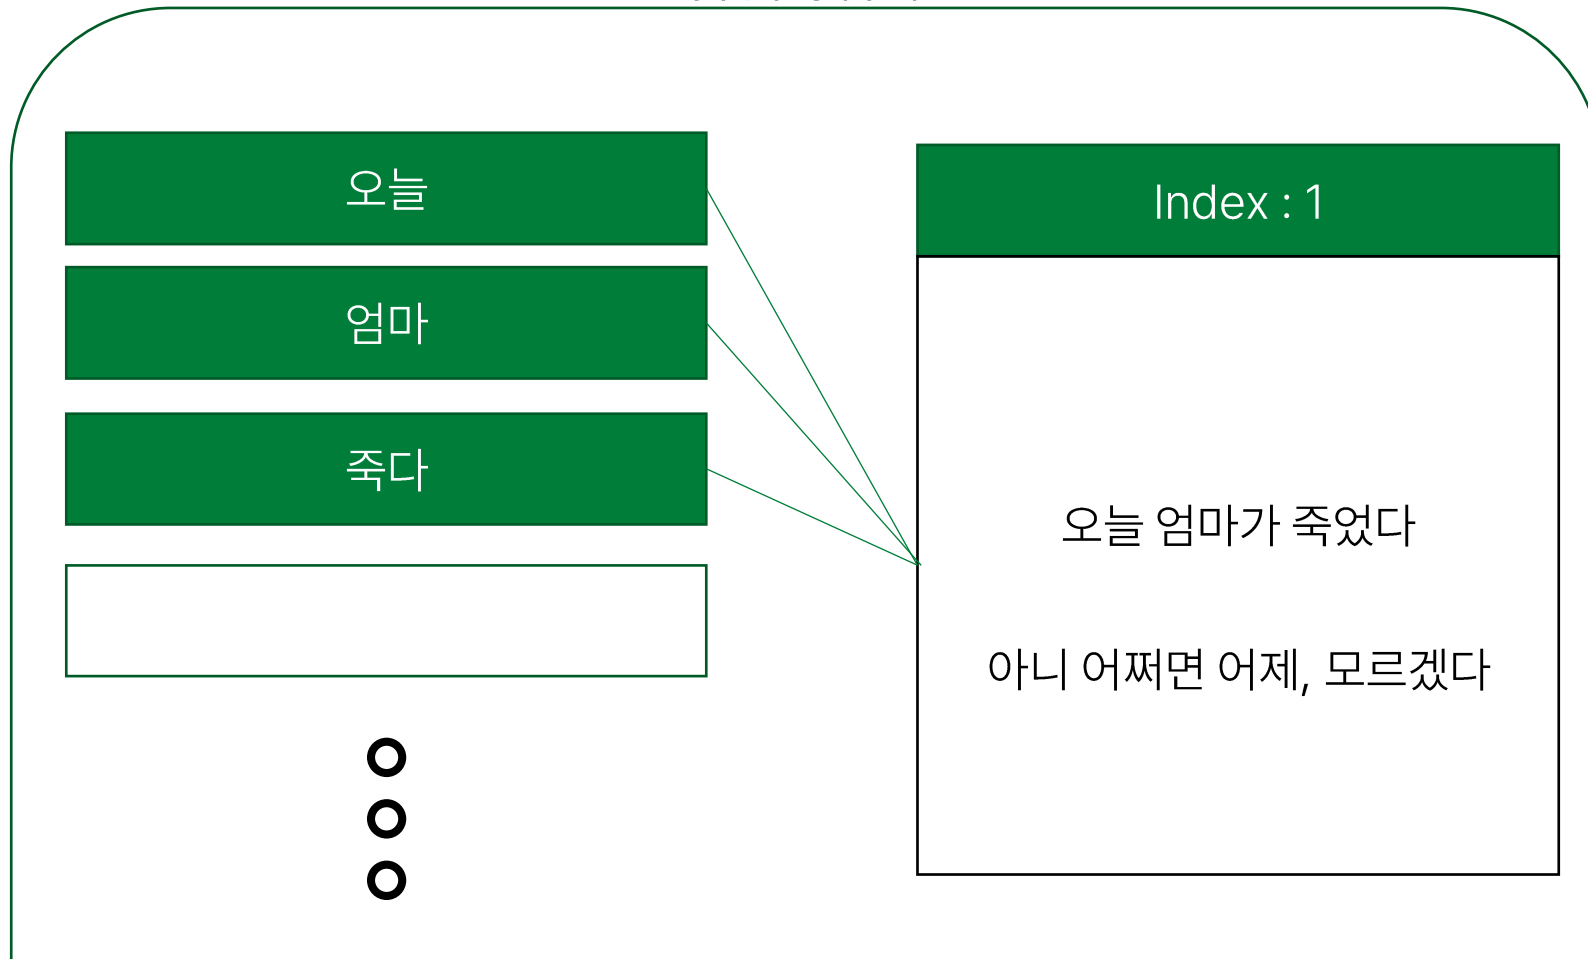 오늘
엄마
죽다
Index : 1
오늘 엄마가 죽었다
아니 어쩌면 어제, 모르겠다